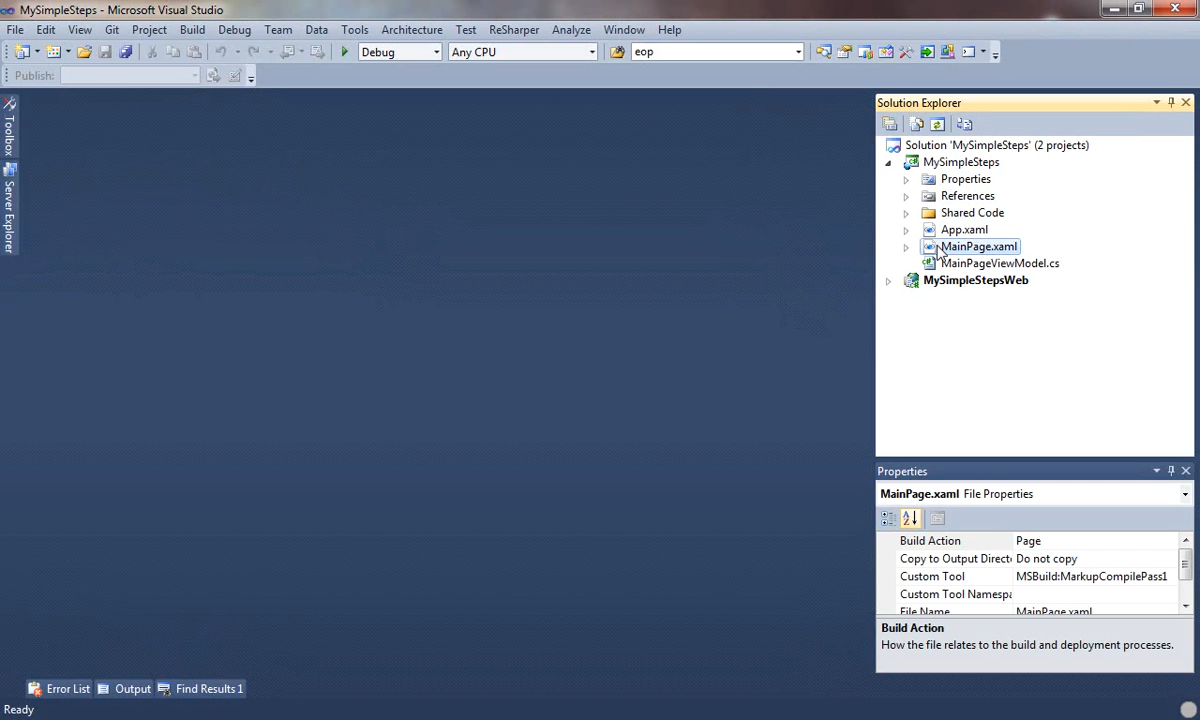 MySimpleSteps - Microsoft Visual Studio
File Edit View Git Project Build Debug Team Data Tools Architecture Test ReSharper Analyze Window Help
Debug Any CPU eop
Publish:
Toolbox
Server Explorer
Solution Explorer
Solution 'MySimpleSteps' (2 projects)
MySimpleSteps
Properties
References
Shared Code
App.xaml
MainPage.xaml
MainPageViewModel.cs
MySimpleStepsWeb
Properties
MainPage.xaml File Properties
Build Action Page
Copy to Output Directo Do not copy
Custom Tool MSBuild:MarkupCompilePass1
Custom Tool Namespa
File Name MainPage.xaml
Build Action
How the file relates to the build and deployment processes.
Error List Output Find Results 1
Ready